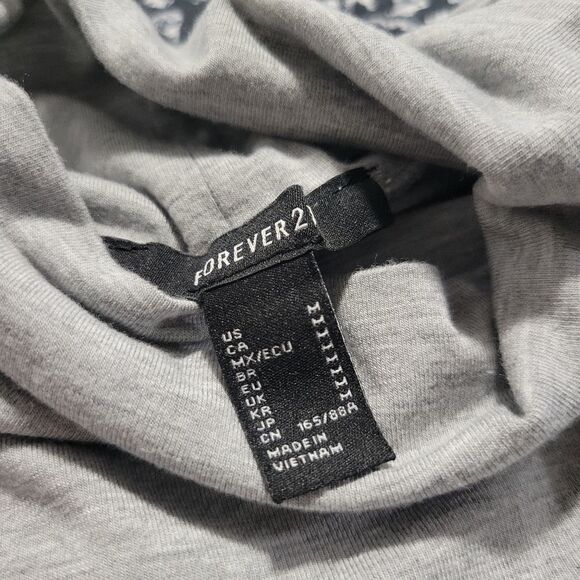 FOREVER 21
US M
CA M
MX/ECU M
BR M
EU M
UK M
KR M
JP M
CN 165/88A
MADE IN
VIETNAM